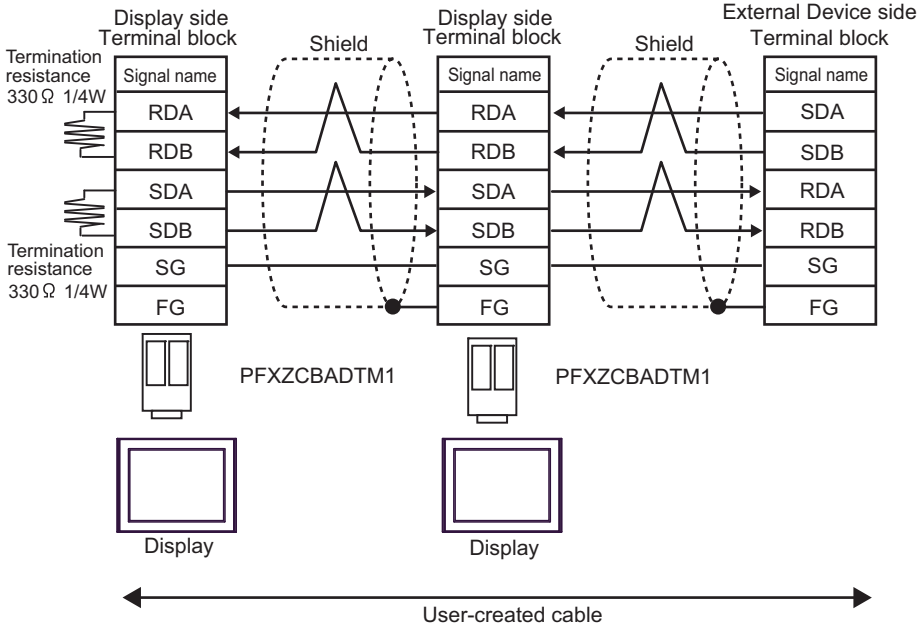 Display side
Terminal block
Display side
Terminal block
External Device side
Terminal block
Termination
resistance
330 Ω 1/4W
Shield
Shield
Signal name
RDA
RDB
SDA
SDB
SG
FG
Signal name
RDA
RDB
SDA
SDB
SG
FG
Signal name
SDA
SDB
RDA
RDB
SG
FG
Termination
resistance
330 Ω 1/4W
PFXZCBADTM1
PFXZCBADTM1
Display
Display
User-created cable